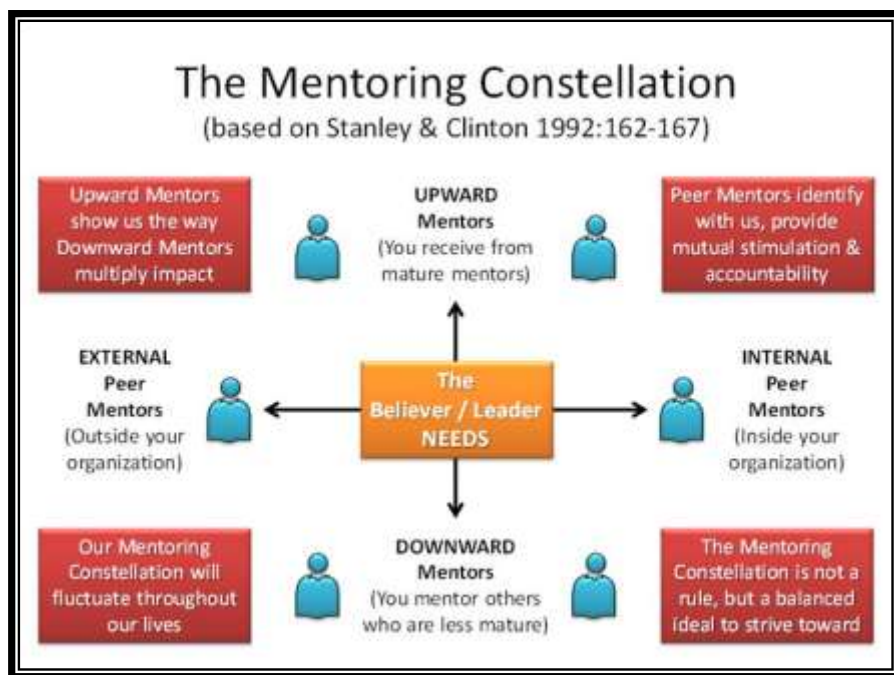 The Mentoring Constellation
(based on Stanley & Clinton 1992:162-167)
Upward Mentors
show us the way
Downward Mentors
multiply impact
UPWARD
Mentors
(You receive from
mature mentors)
Peer Mentors identify
with us, provide
mutual stimulation &
accountability
EXTERNAL
Peer
Mentors
(Outside your
organization)
The
Believer / Leader
NEEDS
INTERNAL
Peer
Mentors
(Inside your
organization)
Our Mentoring
Constellation will
fluctuate throughout
our lives
DOWNWARD
Mentors
(You mentor others
who are less mature)
The Mentoring
Constellation is not a
rule, but a balanced
ideal to strive toward